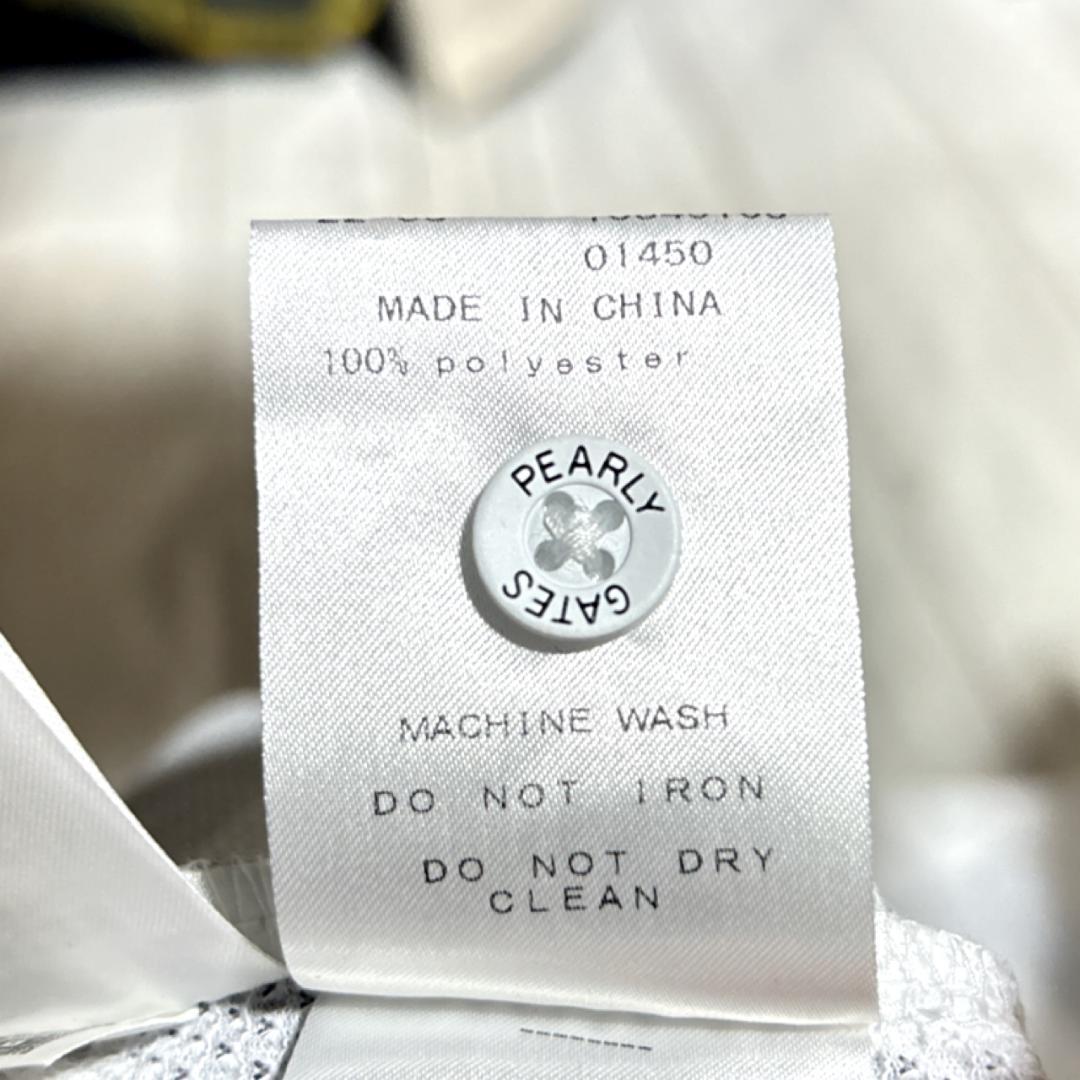 01450
MADE IN CHINA
100% polyester
PEARLY
GATES
MACHINE WASH
DO NOT IRON
DO NOT DRY
CLEAN